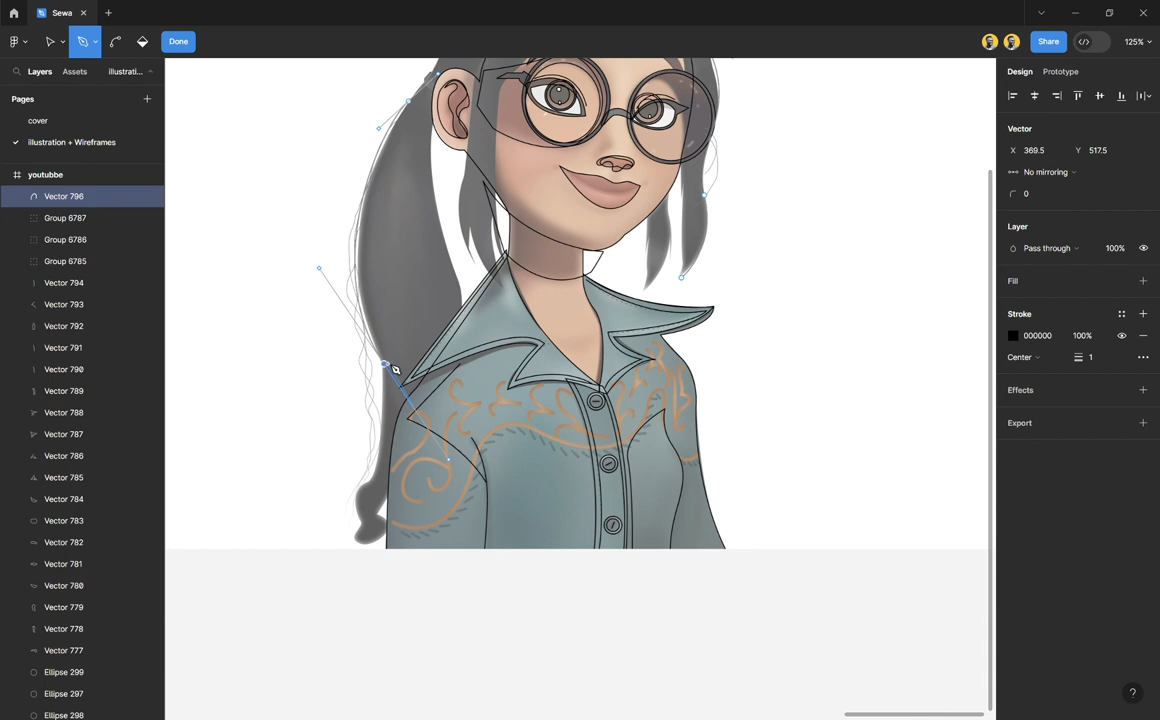 Sewa
Done
Share
125%
Layers
Assets
illustrati...
Pages
cover
illustration + Wireframes
youtubbe
Vector 796
Group 6787
Group 6786
Group 6785
Vector 794
Vector 793
Vector 792
Vector 791
Vector 790
Vector 789
Vector 788
Vector 787
Vector 786
Vector 785
Vector 784
Vector 783
Vector 782
Vector 781
Vector 780
Vector 779
Vector 778
Vector 777
Ellipse 299
Ellipse 297
Ellipse 298
Design
Prototype
Vector
X 369.5 Y 517.5
No mirroring
0
Layer
Pass through 100%
Fill
Stroke
000000 100%
Center 1
Effects
Export
?